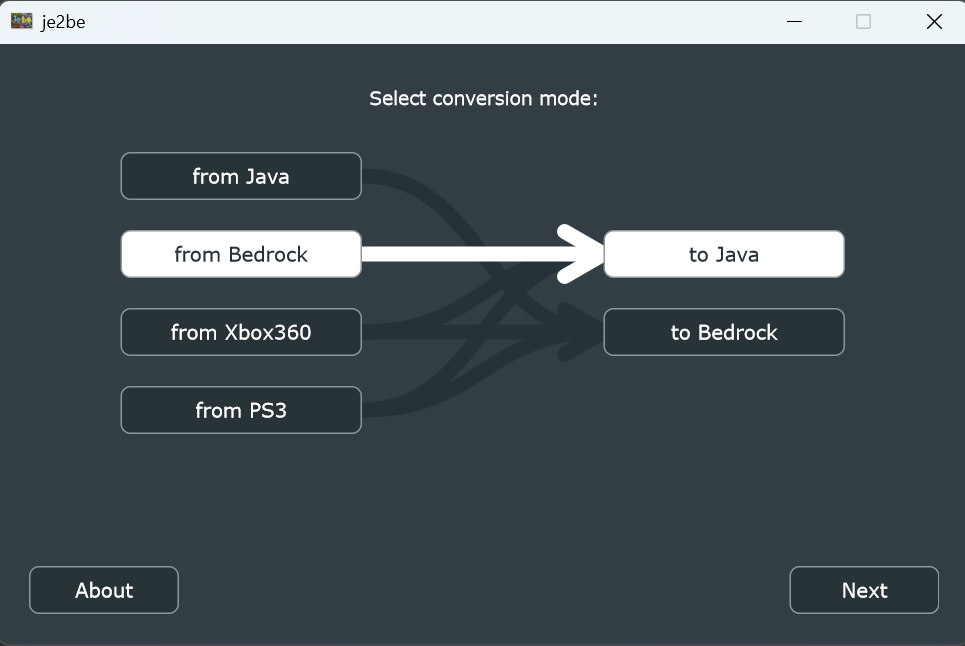 je2be
Select conversion mode:
from Java
from Bedrock
to Java
from Xbox360
to Bedrock
from PS3
About
Next